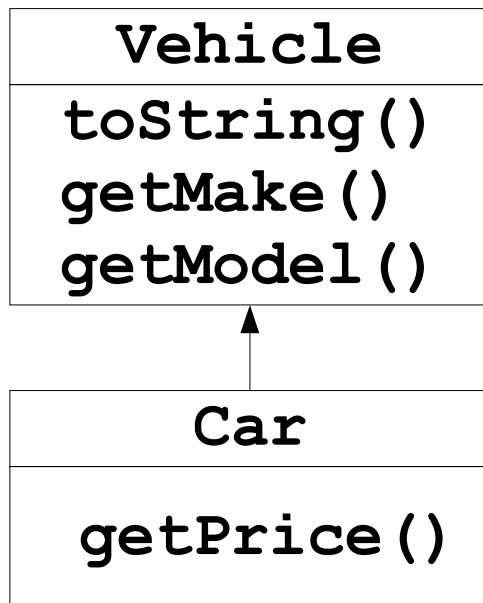 Vehicle
toString()
getMake()
getModel()
Car
getPrice()